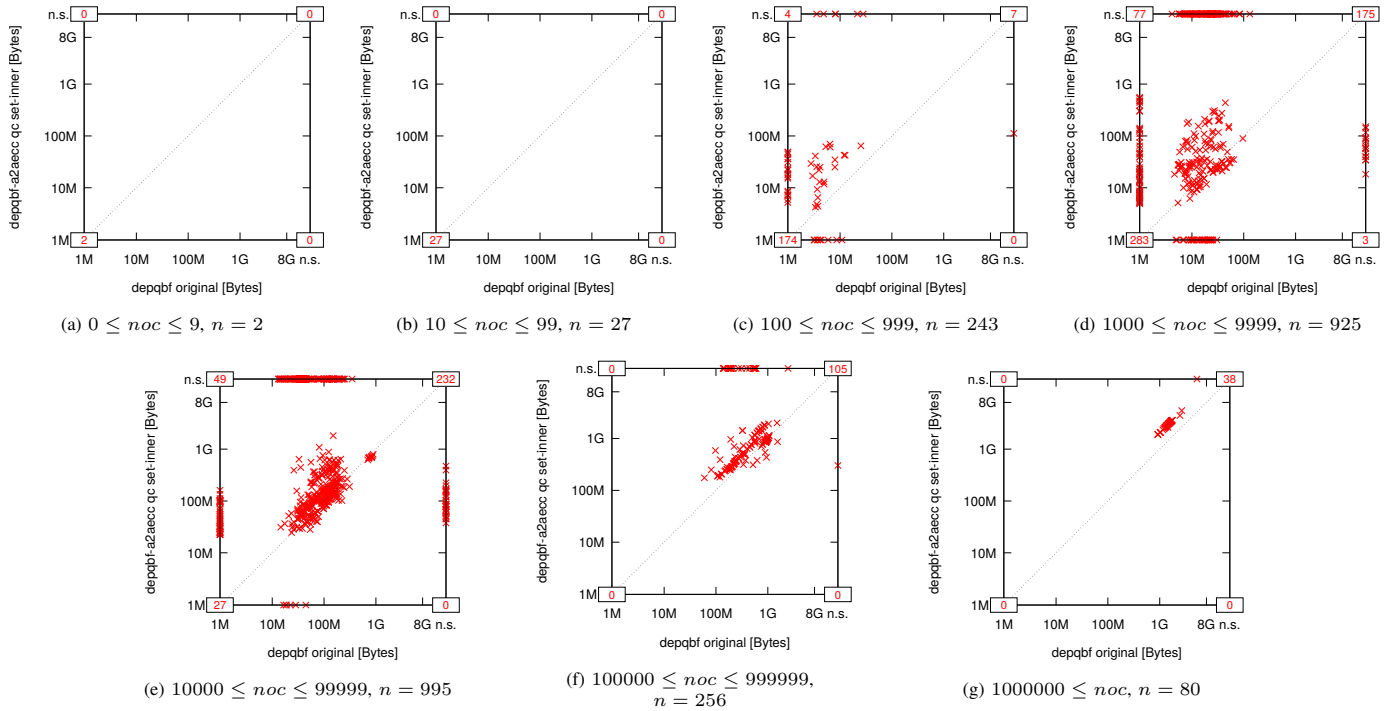 depqbf-a2aecc qc set-inner [Bytes]
n.s.
8G
1G
100M
10M
1M
0
0
2
0
1M 10M 100M 1G 8G n.s.
depqbf original [Bytes]
(a) 0 ≤ noc ≤ 9, n = 2
depqbf-a2aecc qc set-inner [Bytes]
n.s.
8G
1G
100M
10M
1M
0
0
27
0
1M 10M 100M 1G 8G n.s.
depqbf original [Bytes]
(b) 10 ≤ noc ≤ 99, n = 27
depqbf-a2aecc qc set-inner [Bytes]
n.s.
8G
1G
100M
10M
1M
4
7
174
0
1M 10M 100M 1G 8G n.s.
depqbf original [Bytes]
(c) 100 ≤ noc ≤ 999, n = 243
depqbf-a2aecc qc set-inner [Bytes]
n.s.
8G
1G
100M
10M
1M
77
175
283
3
1M 10M 100M 1G 8G n.s.
depqbf original [Bytes]
(d) 1000 ≤ noc ≤ 9999, n = 925
depqbf-a2aecc qc set-inner [Bytes]
n.s.
8G
1G
100M
10M
1M
49
232
27
0
1M 10M 100M 1G 8G n.s.
depqbf original [Bytes]
(e) 10000 ≤ noc ≤ 99999, n = 995
depqbf-a2aecc qc set-inner [Bytes]
n.s.
8G
1G
100M
10M
1M
0
105
0
0
1M 10M 100M 1G 8G n.s.
depqbf original [Bytes]
(f) 100000 ≤ noc ≤ 999999,
n = 256
depqbf-a2aecc qc set-inner [Bytes]
n.s.
8G
1G
100M
10M
1M
0
38
0
0
1M 10M 100M 1G 8G n.s.
depqbf original [Bytes]
(g) 1000000 ≤ noc, n = 80